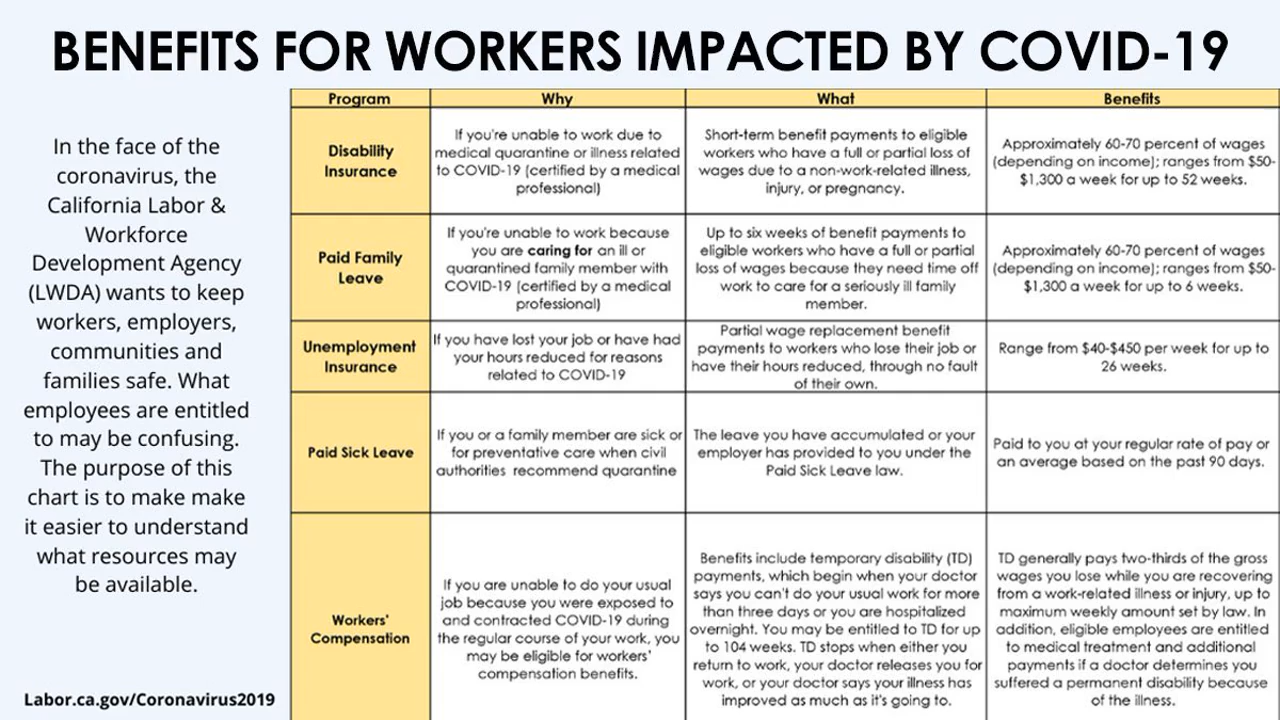 BENEFITS FOR WORKERS IMPACTED BY COVID-19
In the face of the
coronavirus, the
California Labor &
Workforce
Development Agency
(LWDA) wants to keep
workers, employers,
communities and
families safe. What
employees are entitled
to may be confusing.
The purpose of this
chart is to make make
it easier to understand
what resources may
be available.
Labor.ca.gov/Coronavirus2019
Program
Why
What
Benefits
Disability
Insurance
If you're unable to work due to
medical quarantine or illness related
to COVID-19 (certified by a medical
professional)
Short-term benefit payments to eligible
workers who have a full or partial loss of
wages due to a non-work-related illness,
injury, or pregnancy.
Approximately 60-70 percent of wages
(depending on income); ranges from $50-
$1,300 a week for up to 52 weeks.
Paid Family
Leave
If you're unable to work because
you are caring for an ill or
quarantined family member with
COVID-19 (certified by a medical
professional)
Up to six weeks of benefit payments to
eligible workers who have a full or partial
loss of wages because they need time off
work to care for a seriously ill family
member.
Approximately 60-70 percent of wages
(depending on income); ranges from $50-
$1,300 a week for up to 6 weeks.
Unemployment
Insurance
If you have lost your job or have had
your hours reduced for reasons
related to COVID-19
Partial wage replacement benefit
payments to workers who lose their job or
have their hours reduced, through no fault
of their own.
Range from $40-$450 per week for up to
26 weeks.
Paid Sick Leave
If you or a family member are sick or
for preventative care when civil
authorities recommend quarantine
The leave you have accumulated or your
employer has provided to you under the
Paid Sick Leave law.
Paid to you at your regular rate of pay or
an average based on the past 90 days.
Workers'
Compensation
If you are unable to do your usual
job because you were exposed to
and contracted COVID-19 during
the regular course of your work, you
may be eligible for workers'
compensation benefits.
Benefits include temporary disability (TD)
payments, which begin when your doctor
says you can't do your usual work for more
than three days or you are hospitalized
overnight. You may be entitled to TD for up
to 104 weeks. TD stops when either you
return to work, your doctor releases you for
work, or your doctor says your illness has
improved as much as it's going to.
TD generally pays two-thirds of the gross
wages you lose while you are recovering
from a work-related illness or injury, up to
maximum weekly amount set by law. In
addition, eligible employees are entitled
to medical treatment and additional
payments if a doctor determines you
suffered a permanent disability because
of the illness.